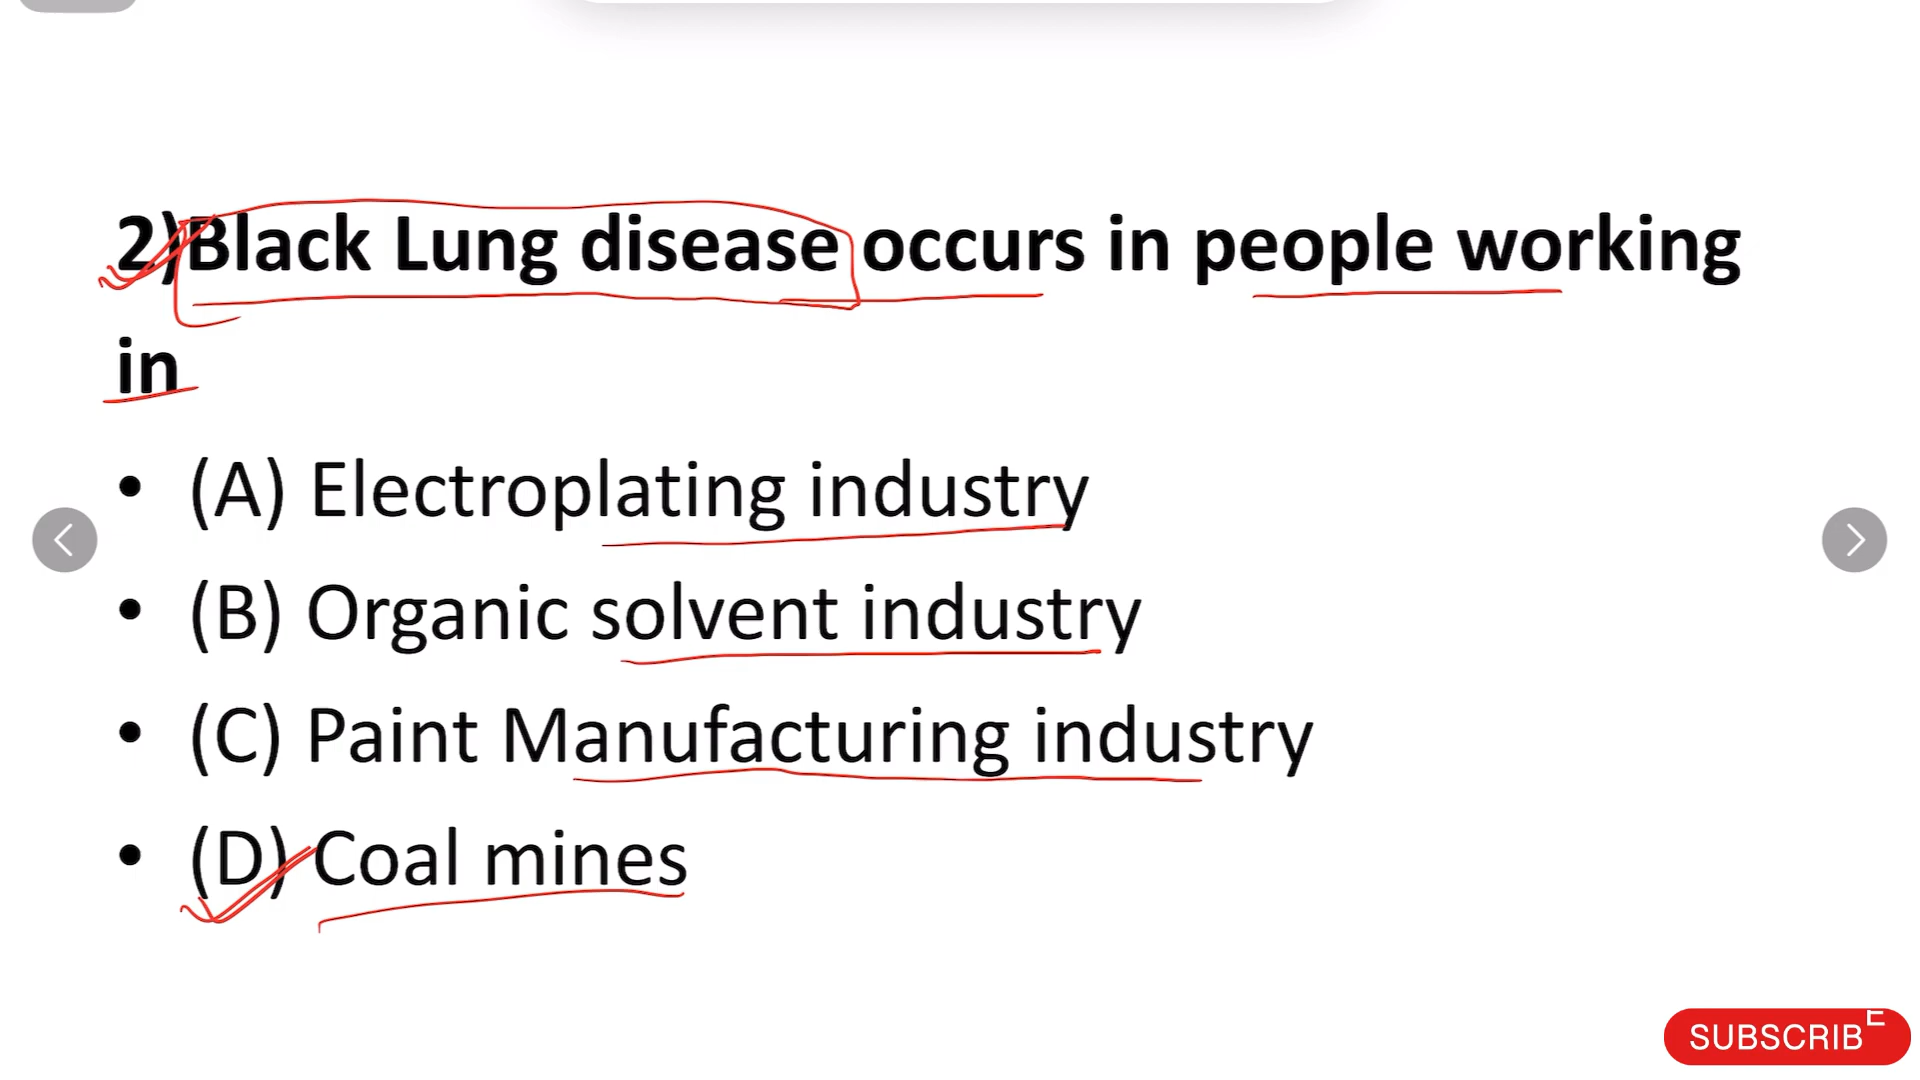 2)Black Lung disease occurs in people working
in
• (A) Electroplating industry
• (B) Organic solvent industry
• (C) Paint Manufacturing industry
• (D) Coal mines
SUBSCRIBE